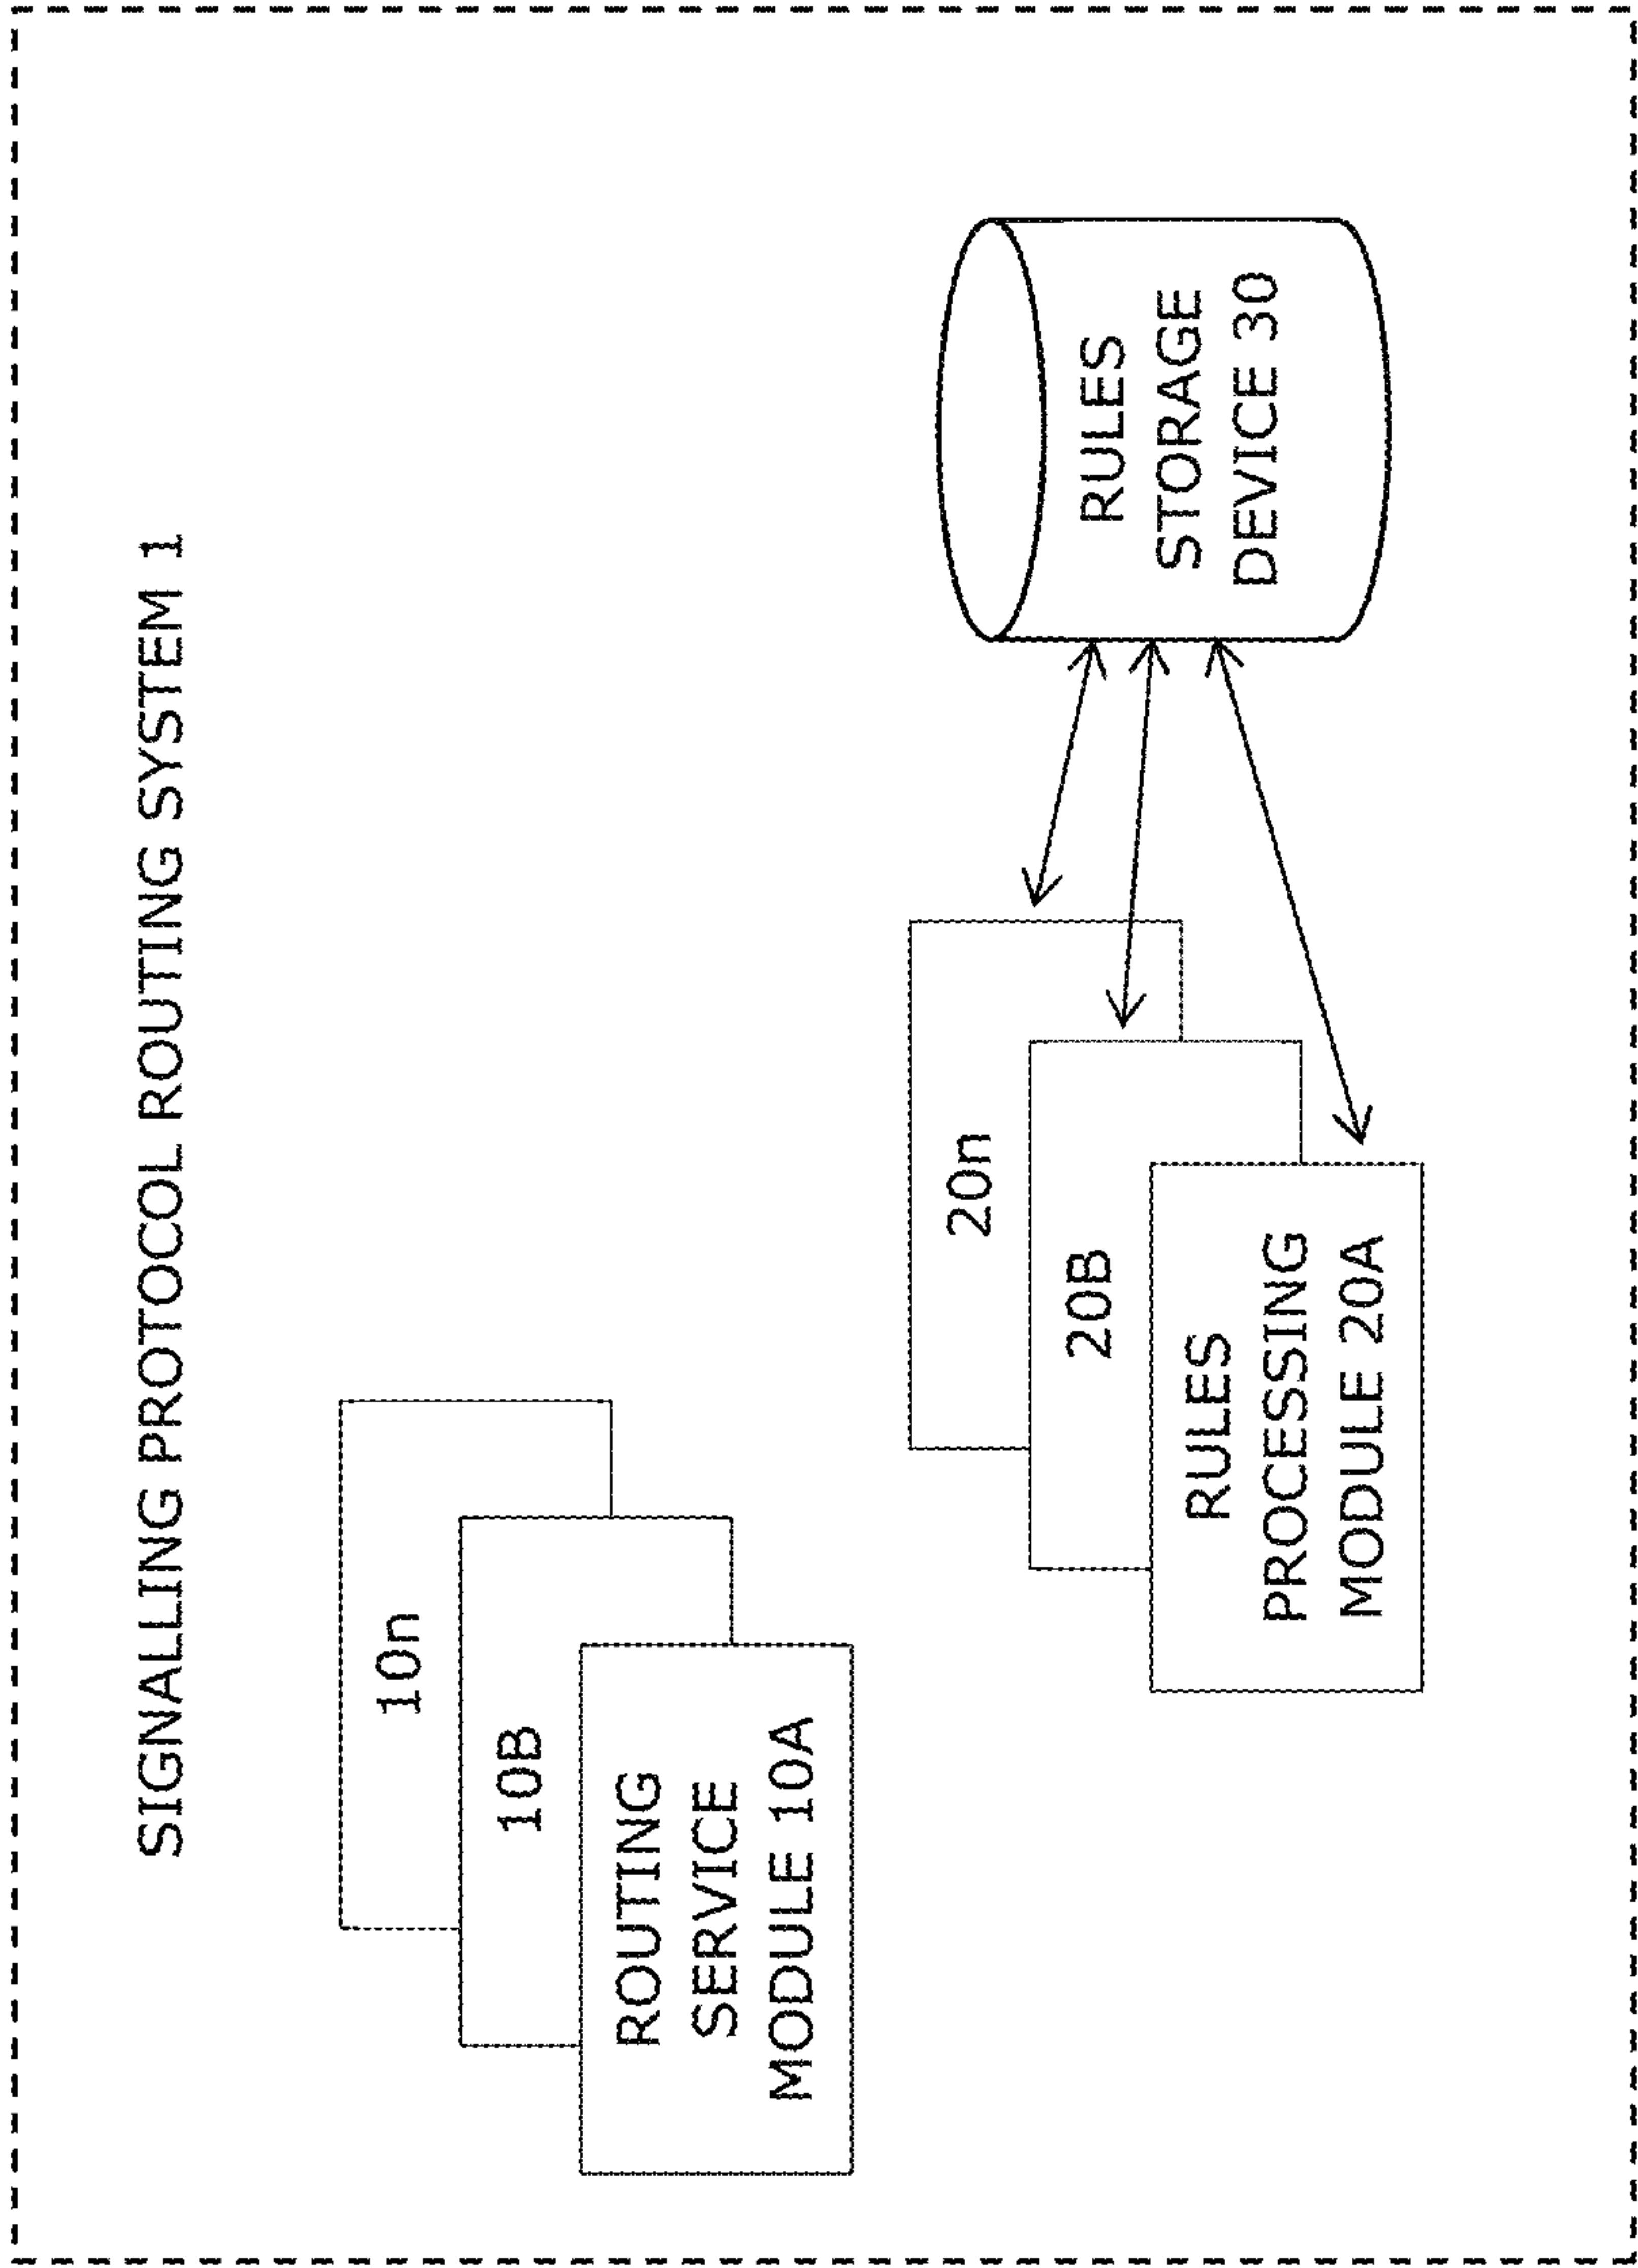 SIGNALLING PROTOCOL ROUTING SYSTEM 1
10n
10B
ROUTING
SERVICE
MODULE 10A
20n
20B
RULES
PROCESSING
MODULE 20A
RULES
STORAGE
DEVICE 30